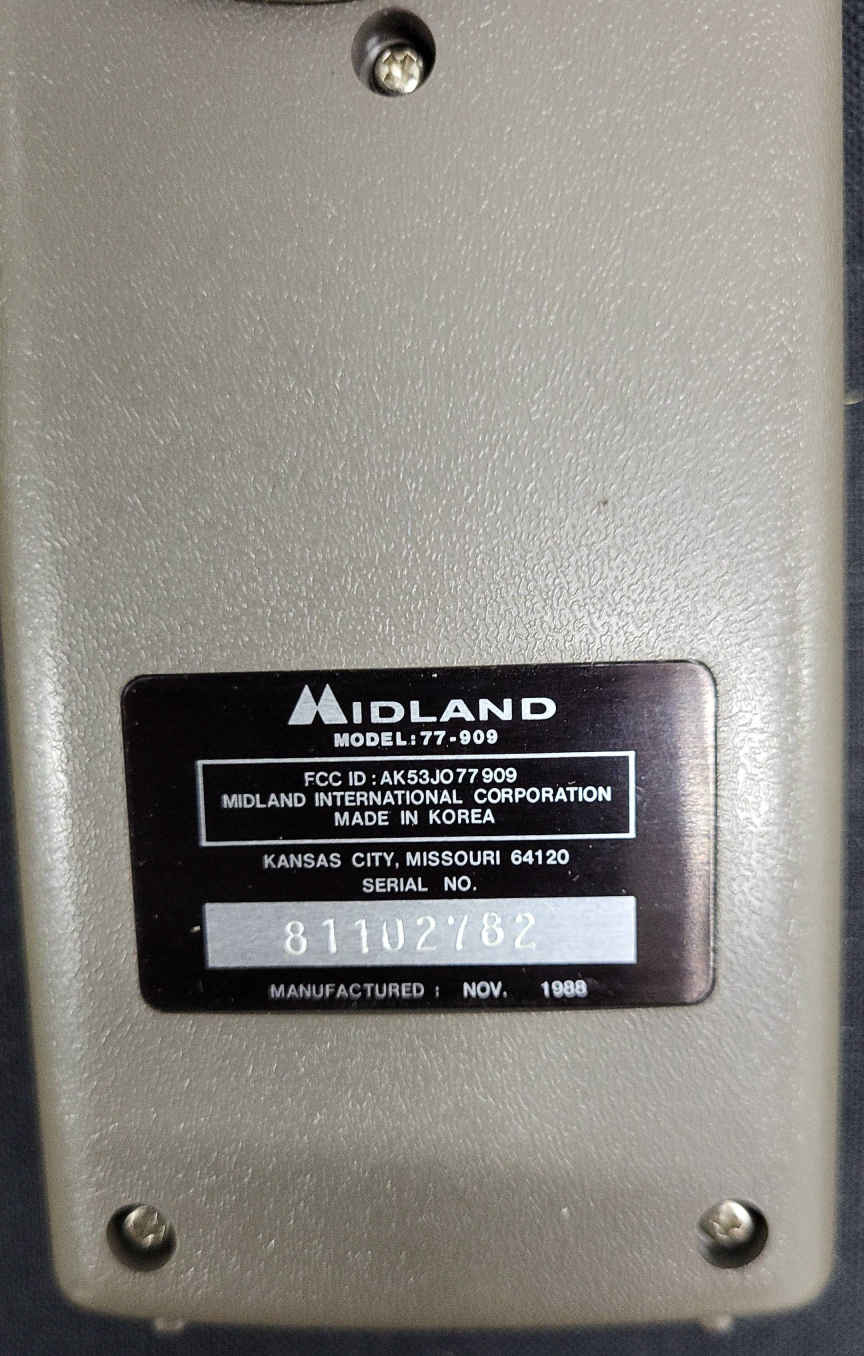 MIDLAND
MODEL:77-909
FCC ID : AK53JO77909
MIDLAND INTERNATIONAL CORPORATION
MADE IN KOREA
KANSAS CITY, MISSOURI 64120
SERIAL NO.
81102782
MANUFACTURED : NOV. 1988